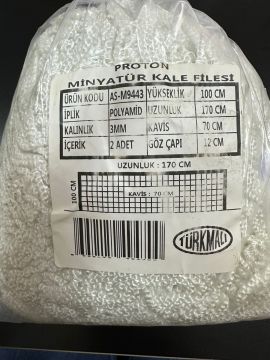 PROTON
MİNYATÜR KALE FİLESİ
ÜRÜN KODU AS-M9443 YÜKSEKLİK 100 CM
İPLİK POLYAMİD UZUNLUK 170 CM
KALINLIK 3MM KAVİS 70 CM
İÇERİK 2 ADET GÖZ ÇAPI 12 CM
UZUNLUK : 170 CM
100 CM
KAVİS : 70 CM
TÜRKMALI